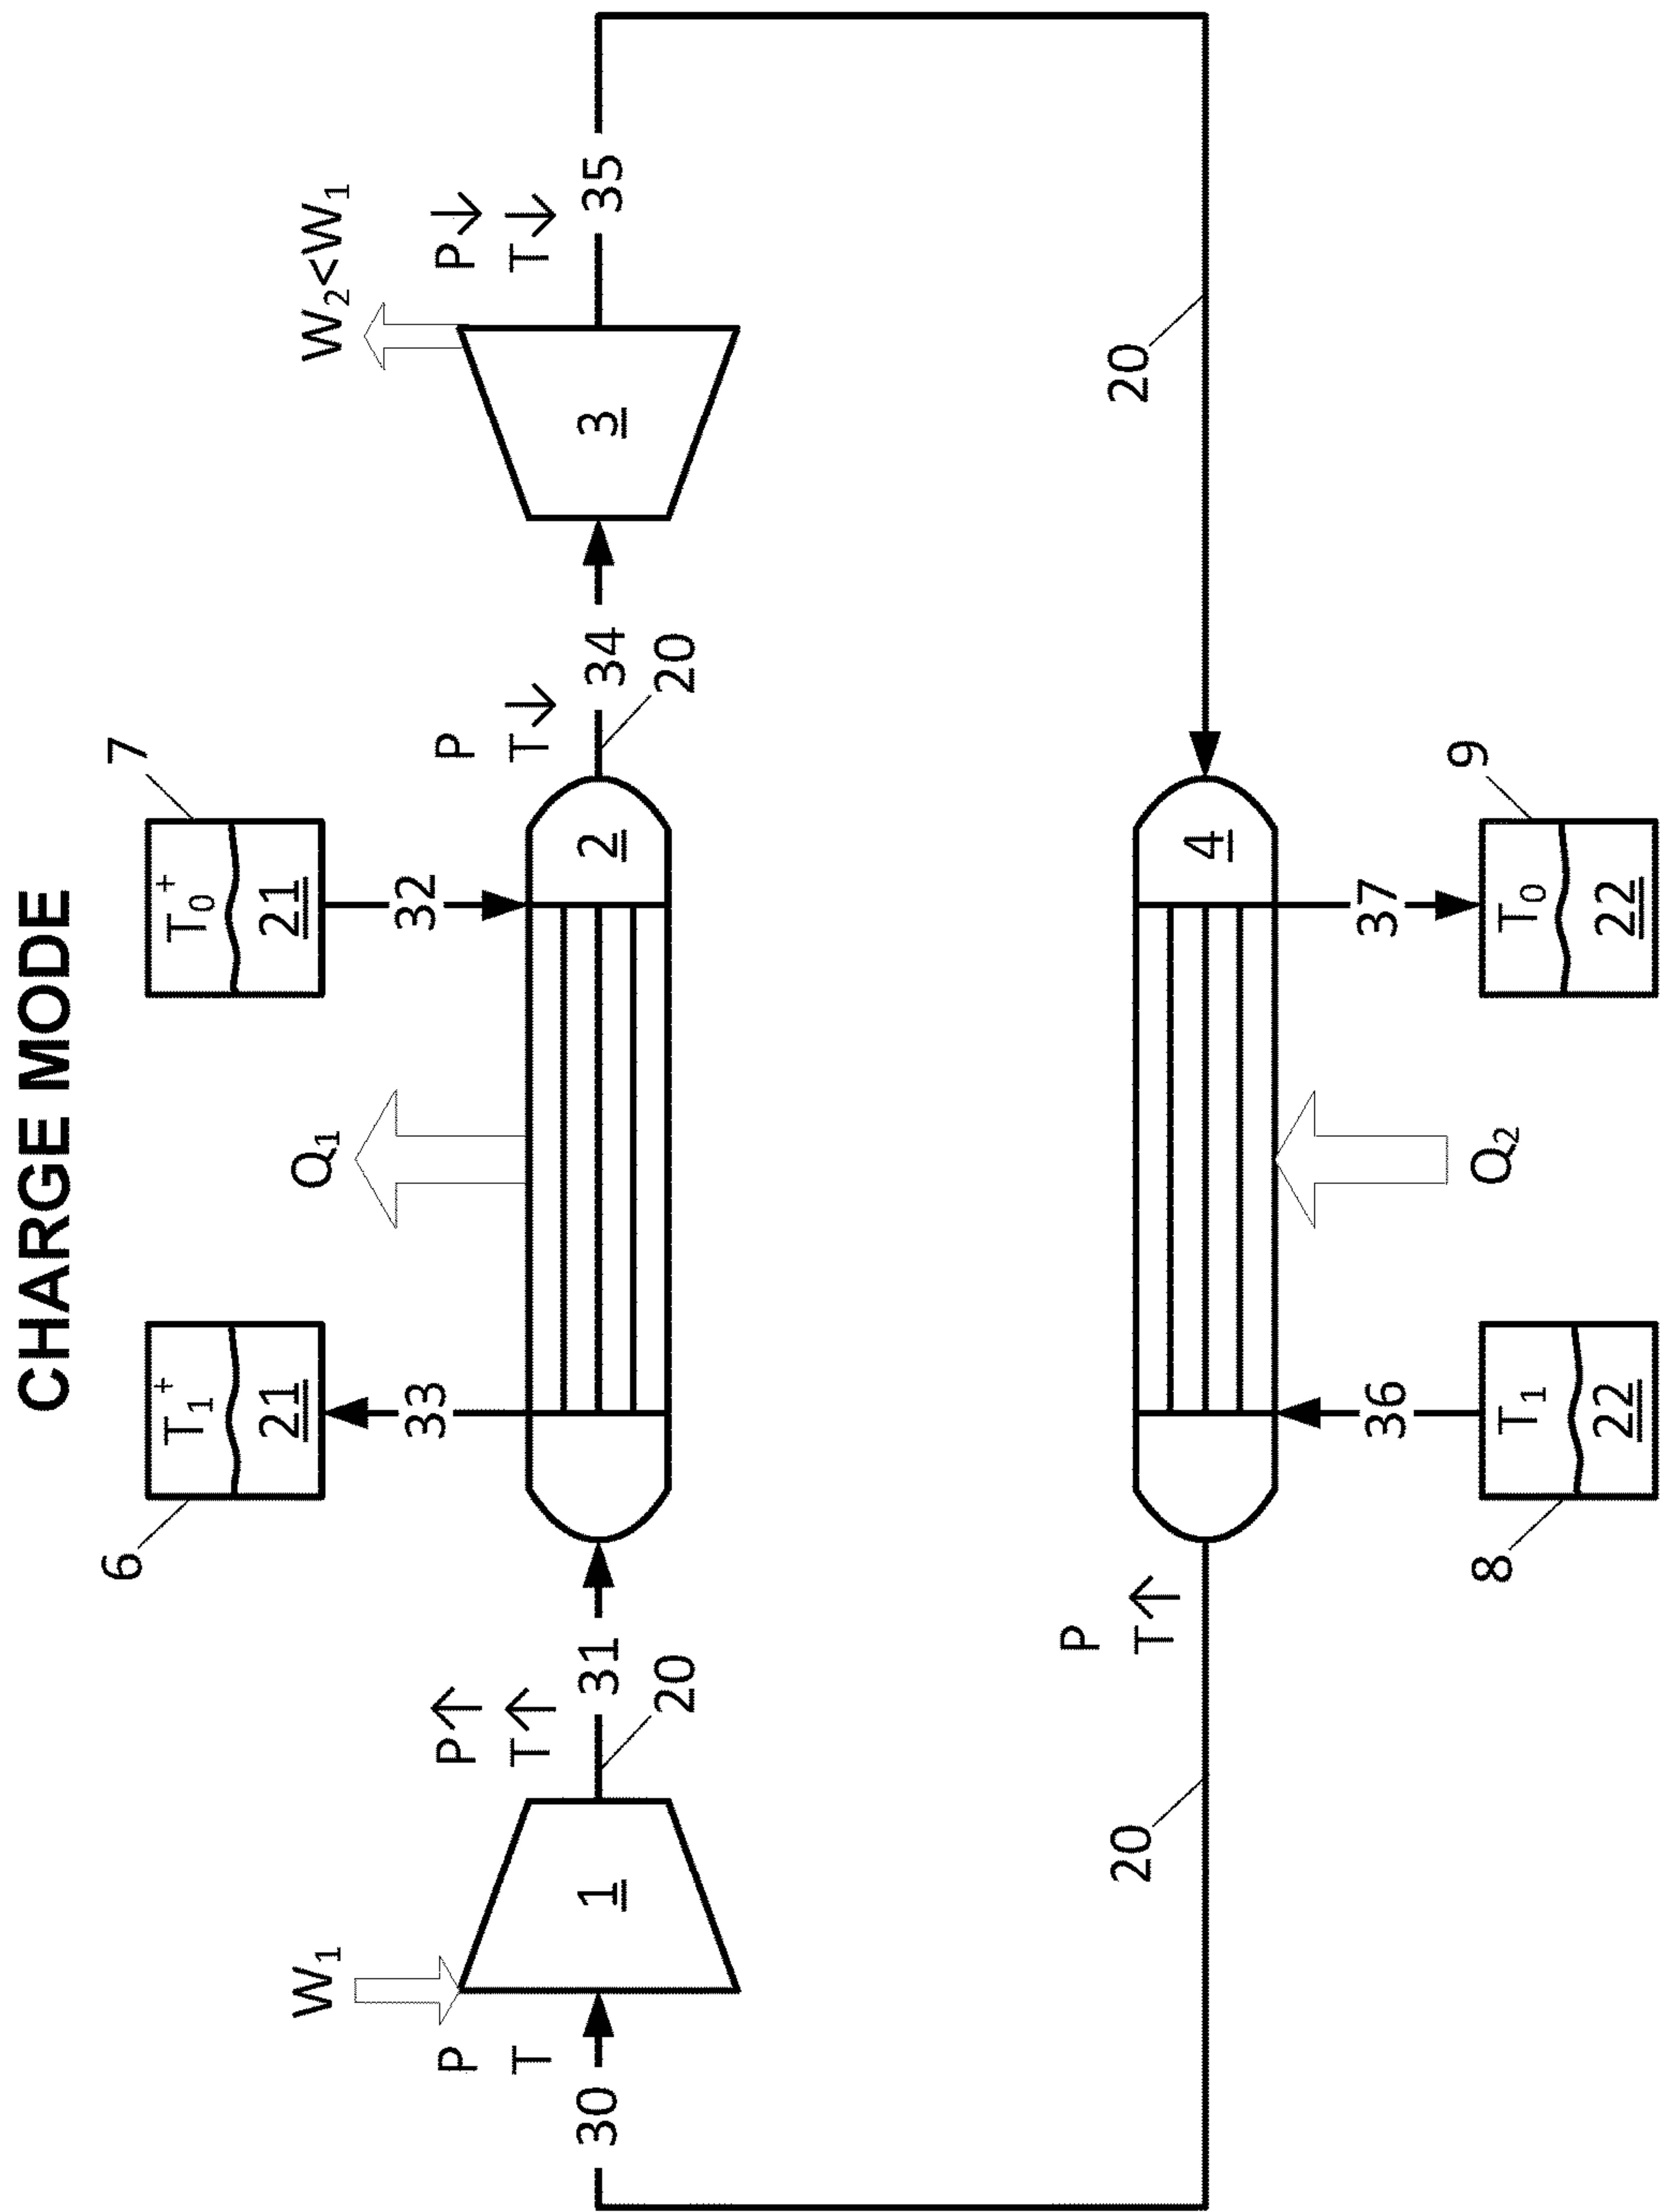 CHARGE MODE
6
T₁⁺
21
7
T₀⁺
21
W₁
Q₁
W₂<W₁
33
32
P
T
P↑
T↑
P
T↓
P↓
T↓
30
1
31
20
2
34
20
3
35
20
P
T↑
4
20
36
37
8
T₁
22
Q₂
9
T₀
22